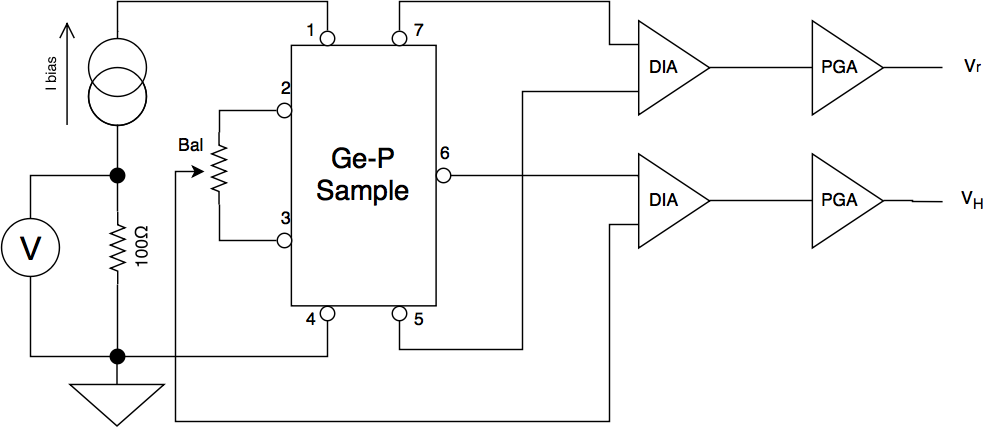 1
7
I bias
DIA
PGA
Vr
2
Bal
Ge-P
Sample
6
3
DIA
PGA
VH
V
100Ω
4
5